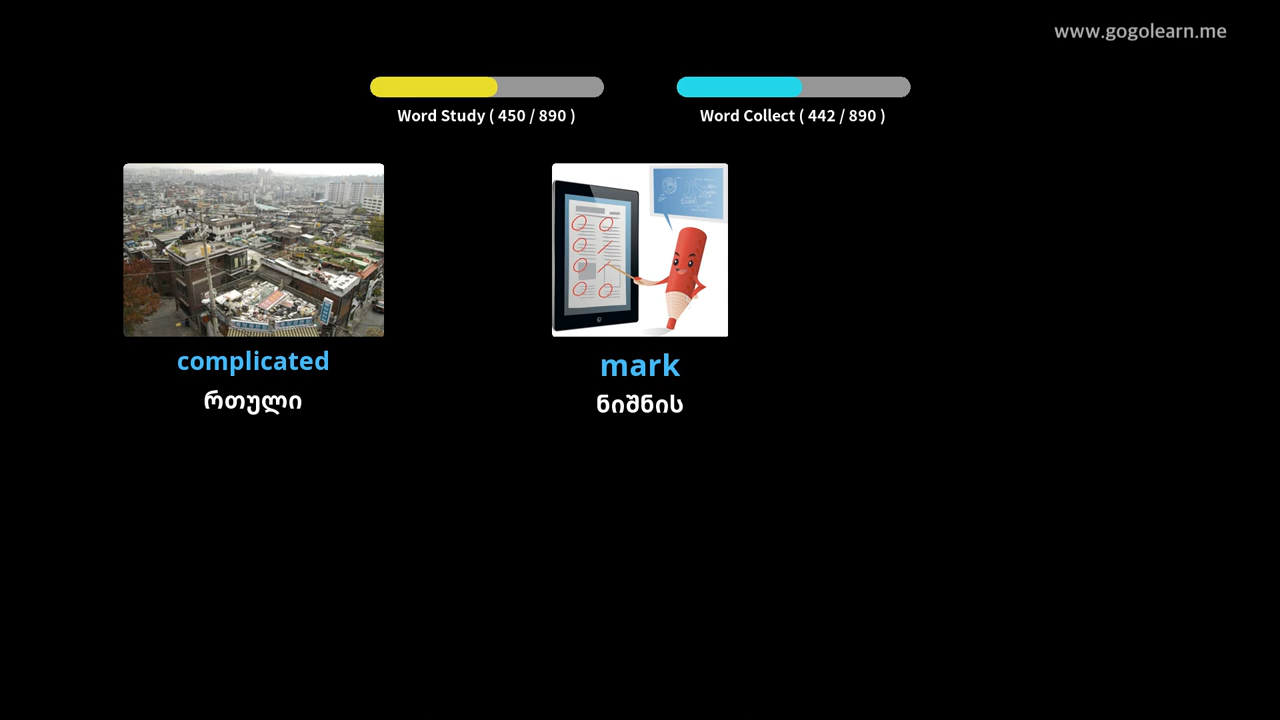 www.gogolearn.me
Word Study ( 450 / 890 )
Word Collect ( 442 / 890 )
complicated
რთული
mark
ნიშნის